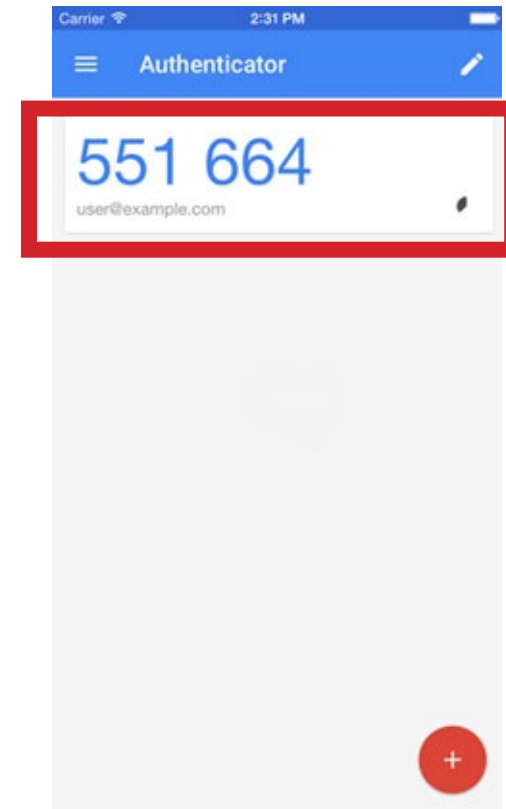 Carrier 2:31 PM
Authenticator
551 664
user@example.com
+